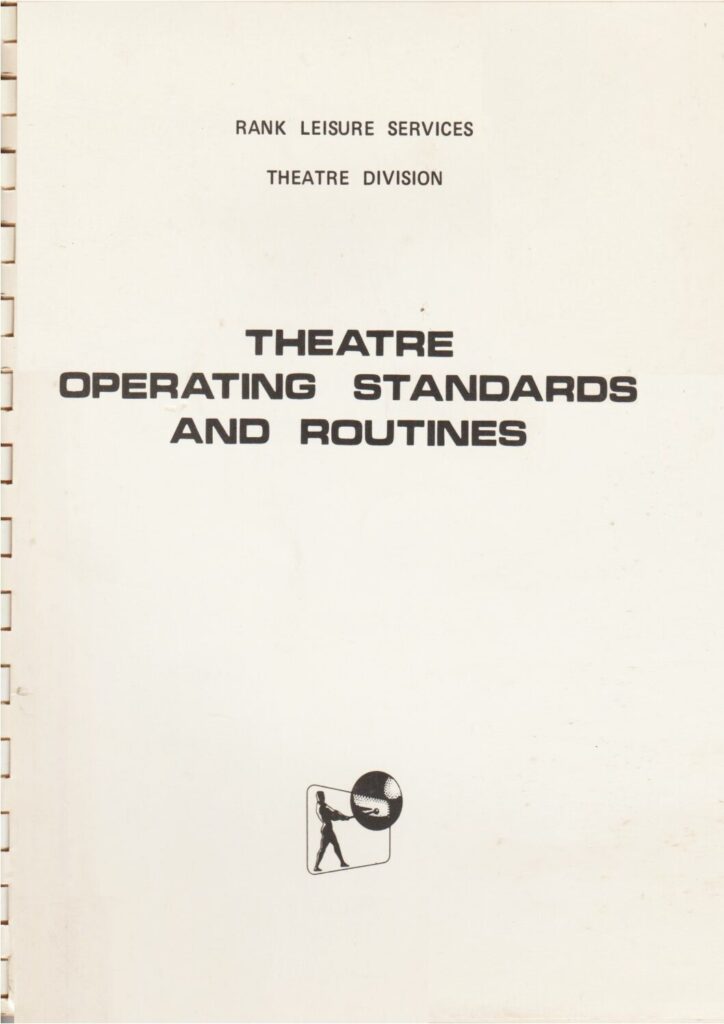 RANK LEISURE SERVICES
THEATRE DIVISION
THEATRE
OPERATING STANDARDS
AND ROUTINES